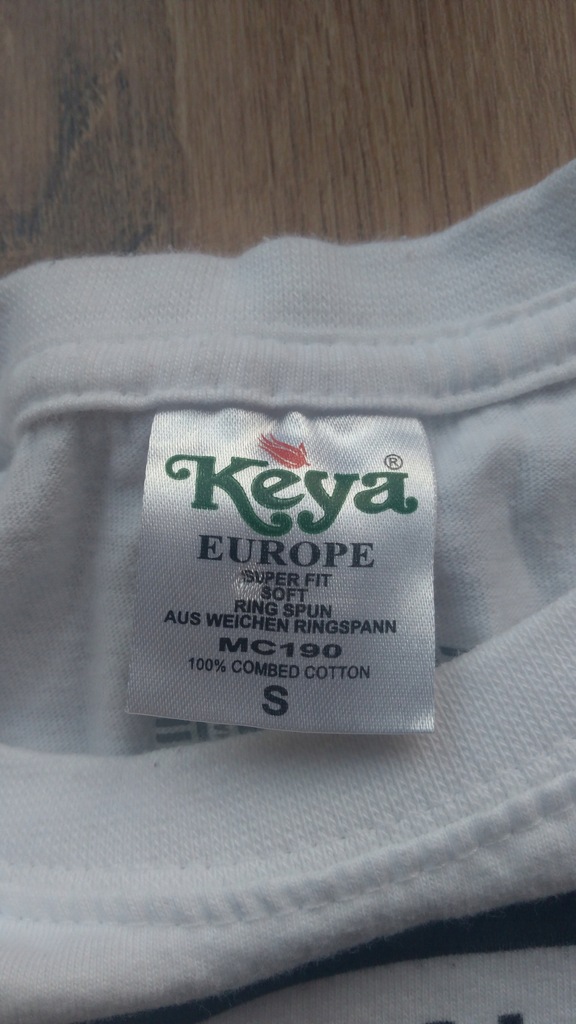 Keya®
EUROPE
SUPER FIT
SOFT
RING SPUN
AUS WEICHEN RINGSPANN
MC190
100% COMBED COTTON
S